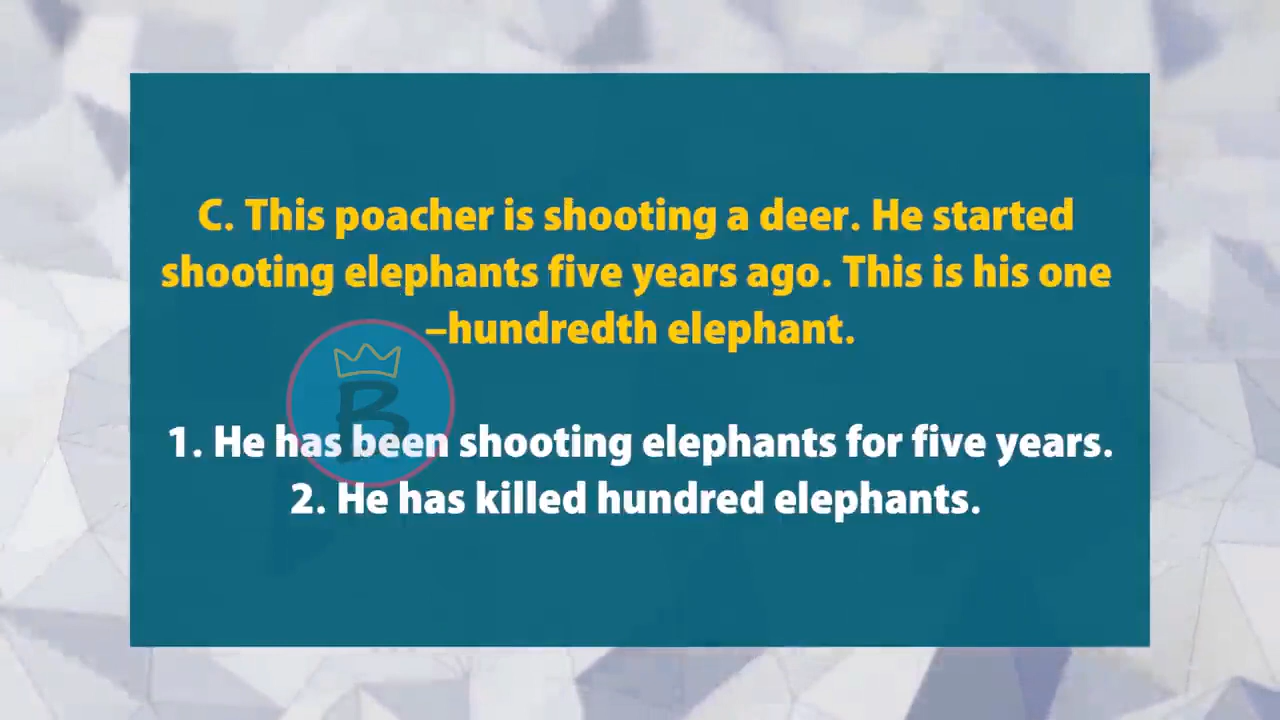 C. This poacher is shooting a deer. He started
shooting elephants five years ago. This is his one
–hundredth elephant.
1. He has been shooting elephants for five years.
2. He has killed hundred elephants.
B